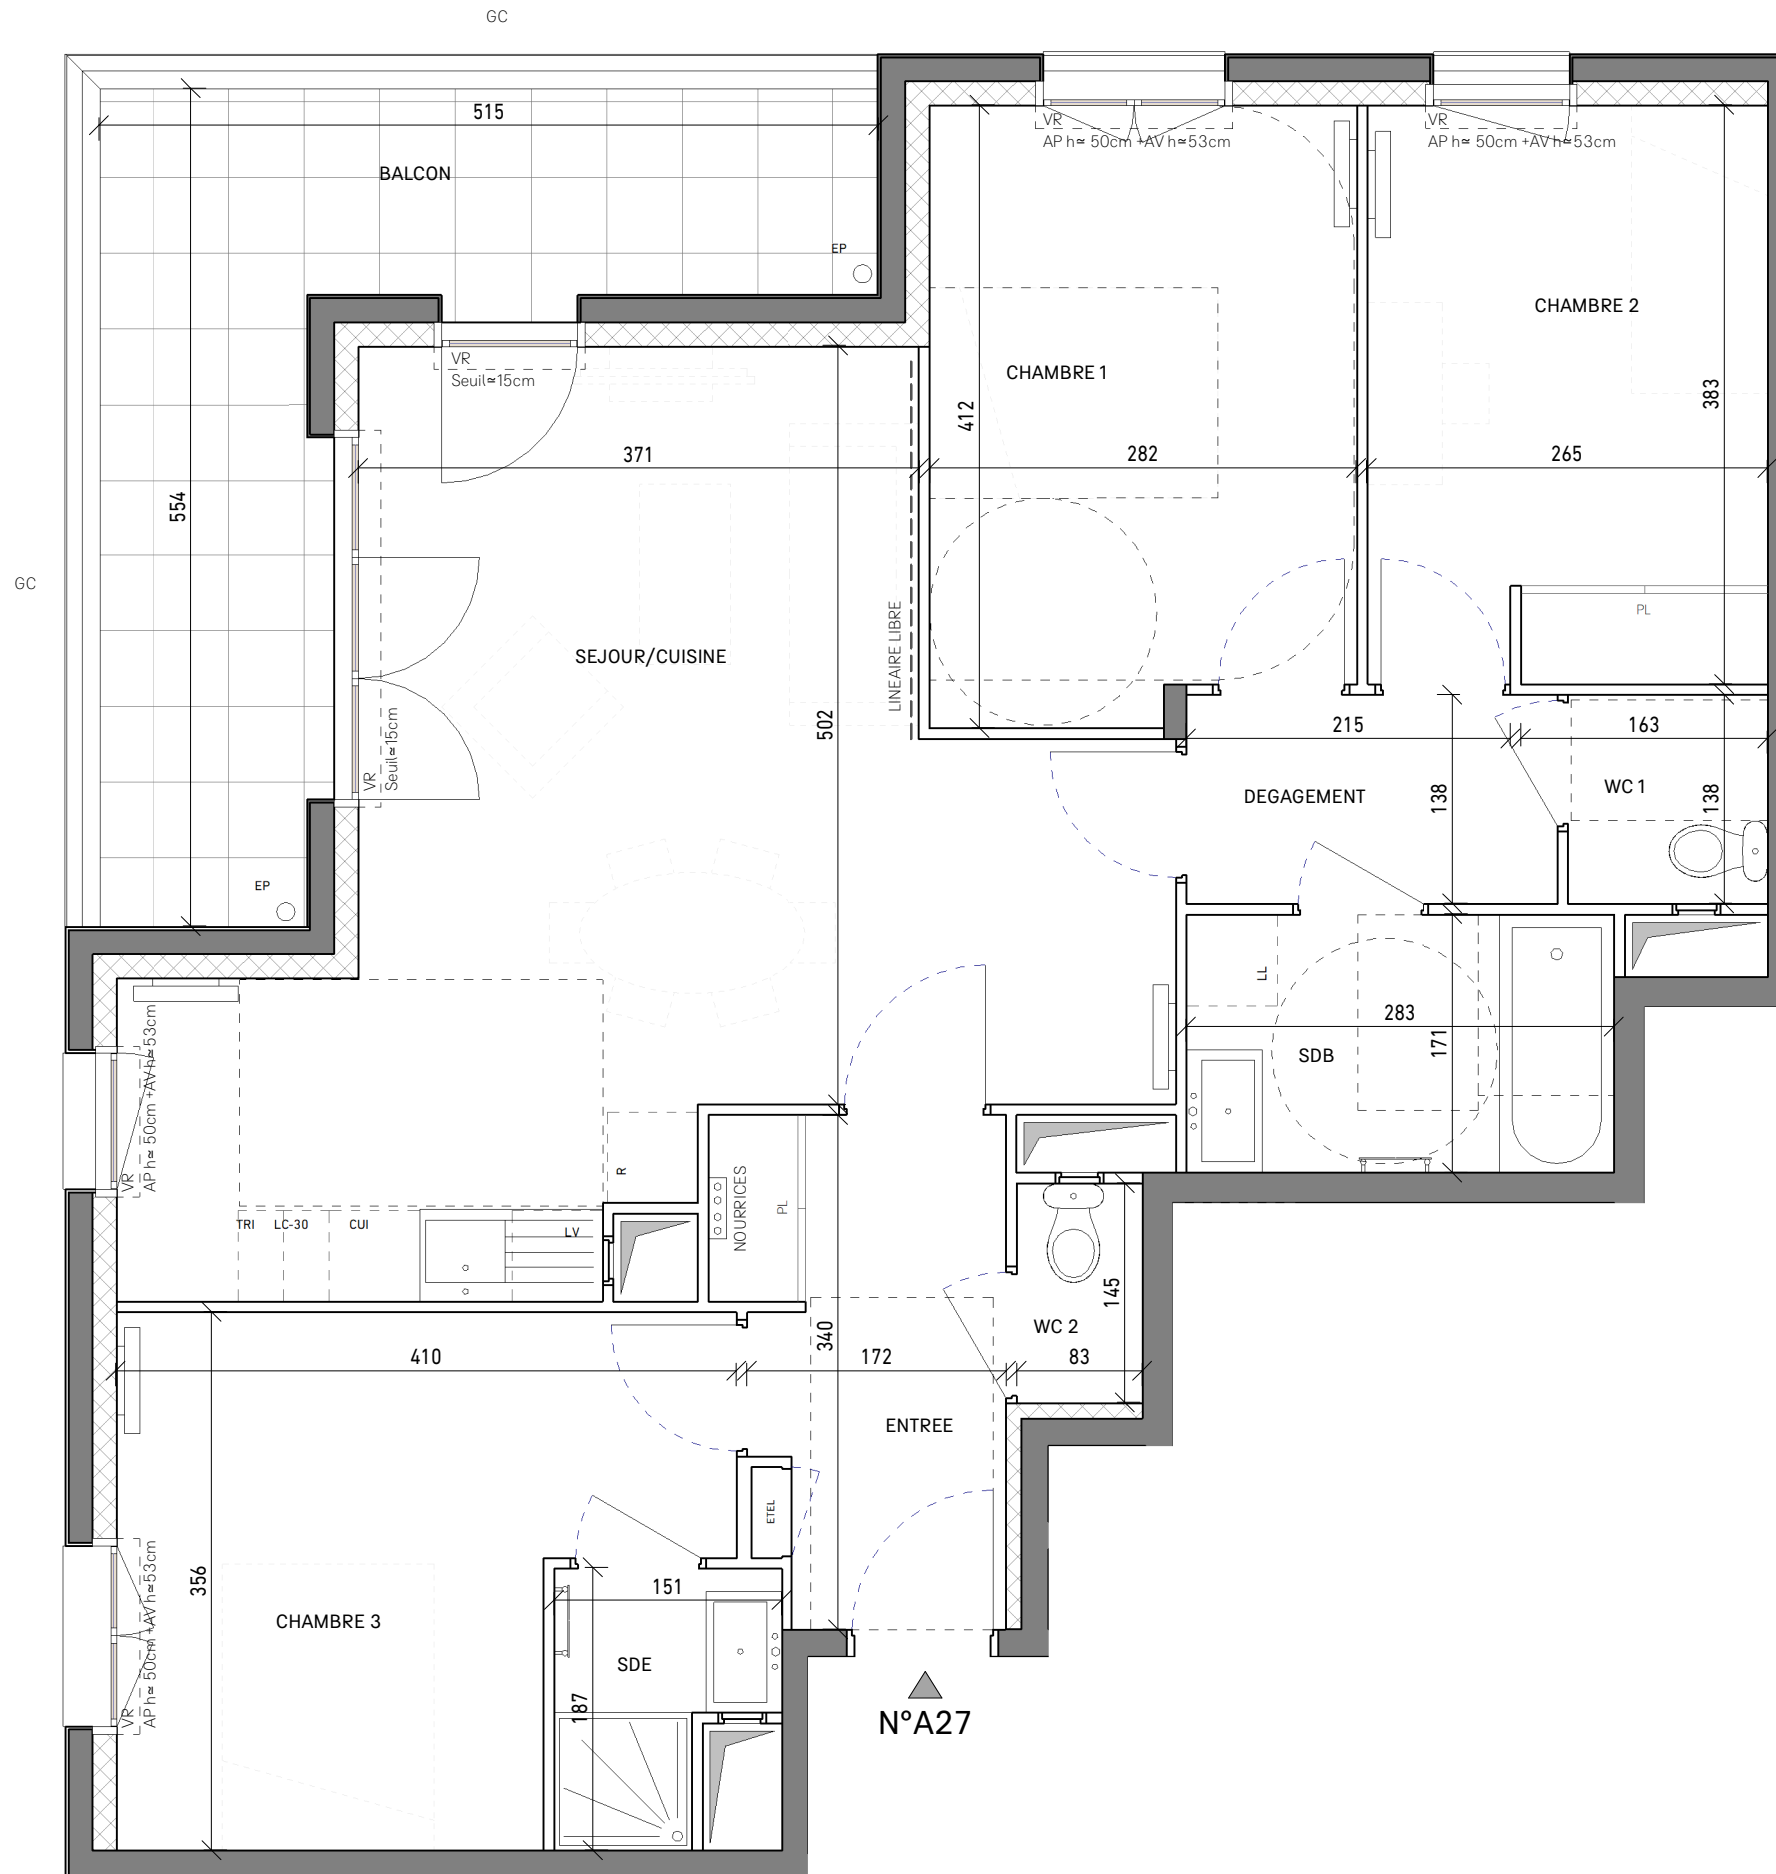 GC
515
BALCON
EP
VR
AP h≃ 50cm +AV h≃53cm
VR
AP h≃ 50cm +AV h≃53cm
CHAMBRE 2
VR
Seuil≃15cm
CHAMBRE 1
412
383
371
282
265
554
GC
LINEAIRE LIBRE
PL
SEJOUR/CUISINE
502
VR
Seuil≃15cm
215
163
DEGAGEMENT
138
WC 1
138
EP
LL
283
SDB
171
VR
AP h≃ 50cm +AV h≃53cm
R
NOURRICES
PL
TRI
LC-30
CUI
LV
145
WC 2
340
410
172
83
ENTREE
ETEL
VR
AP h≃ 50cm +AV h≃53cm
356
151
CHAMBRE 3
SDE
187
N°A27